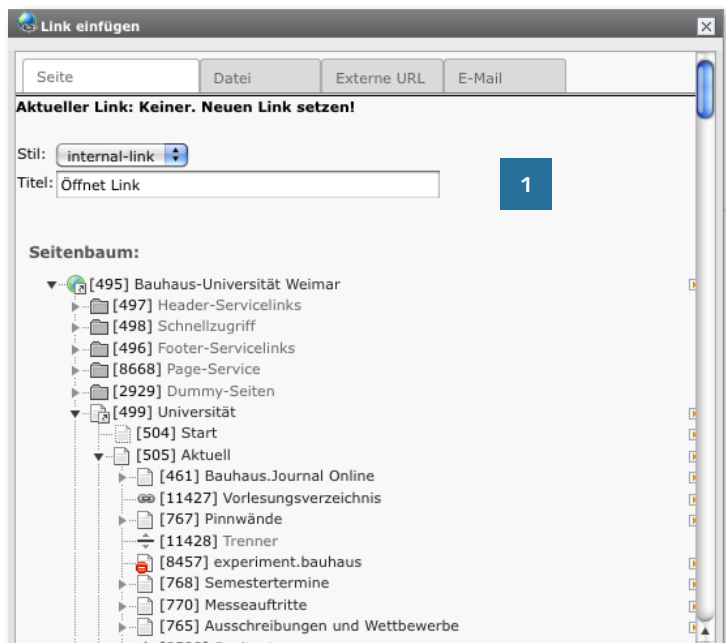 Link einfügen
Seite Datei Externe URL E-Mail
Aktueller Link: Keiner. Neuen Link setzen!
Stil: internal-link
Titel: Öffnet Link
1
Seitenbaum:
[495] Bauhaus-Universität Weimar
[497] Header-Servicelinks
[498] Schnellzugriff
[496] Footer-Servicelinks
[8668] Page-Service
[2929] Dummy-Seiten
[499] Universität
[504] Start
[505] Aktuell
[461] Bauhaus.Journal Online
[11427] Vorlesungsverzeichnis
[767] Pinnwände
[11428] Trenner
[8457] experiment.bauhaus
[768] Semestertermine
[770] Messeauftritte
[765] Ausschreibungen und Wettbewerbe